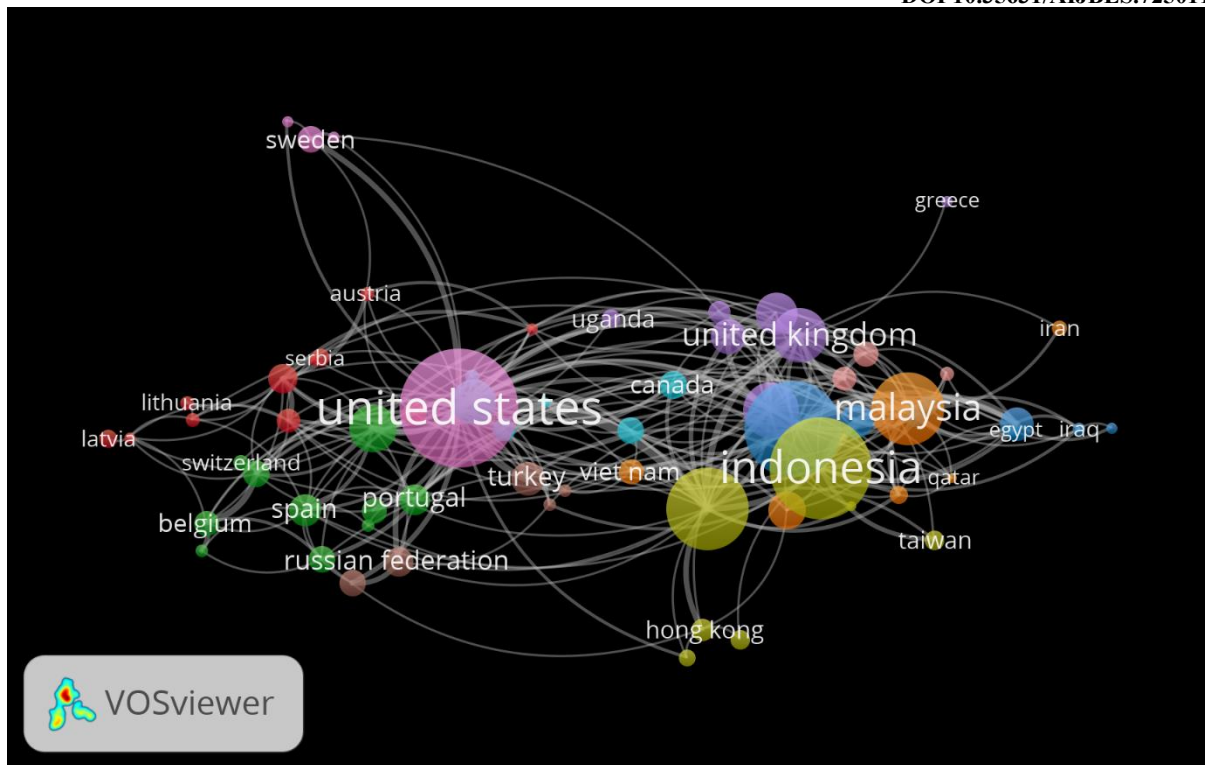 sweden
greece
austria
uganda
united kingdom
iran
serbia
canada
lithuania
united states
malaysia
latvia
egypt
iraq
switzerland
turkey
viet nam
indonesia
qatar
belgium
spain
portugal
taiwan
russian federation
hong kong
VOSviewer